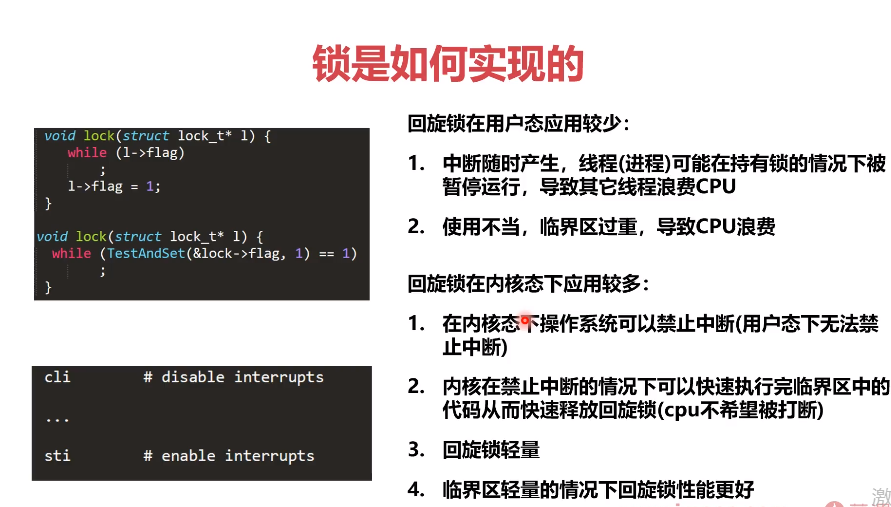 锁是如何实现的
void lock(struct lock_t* l) {
while (l->flag)
;
l->flag = 1;
}
void lock(struct lock_t* l) {
while (TestAndSet(&lock->flag, 1) == 1)
;
}
cli # disable interrupts
...
sti # enable interrupts
回旋锁在用户态应用较少：
1. 中断随时产生，线程(进程)可能在持有锁的情况下被
暂停运行，导致其它线程浪费CPU
2. 使用不当，临界区过重，导致CPU浪费
回旋锁在内核态下应用较多：
1. 在内核态下操作系统可以禁止中断(用户态下无法禁
止中断)
2. 内核在禁止中断的情况下可以快速执行完临界区中的
代码从而快速释放回旋锁(cpu不希望被打断)
3. 回旋锁轻量
4. 临界区轻量的情况下回旋锁性能更好
激